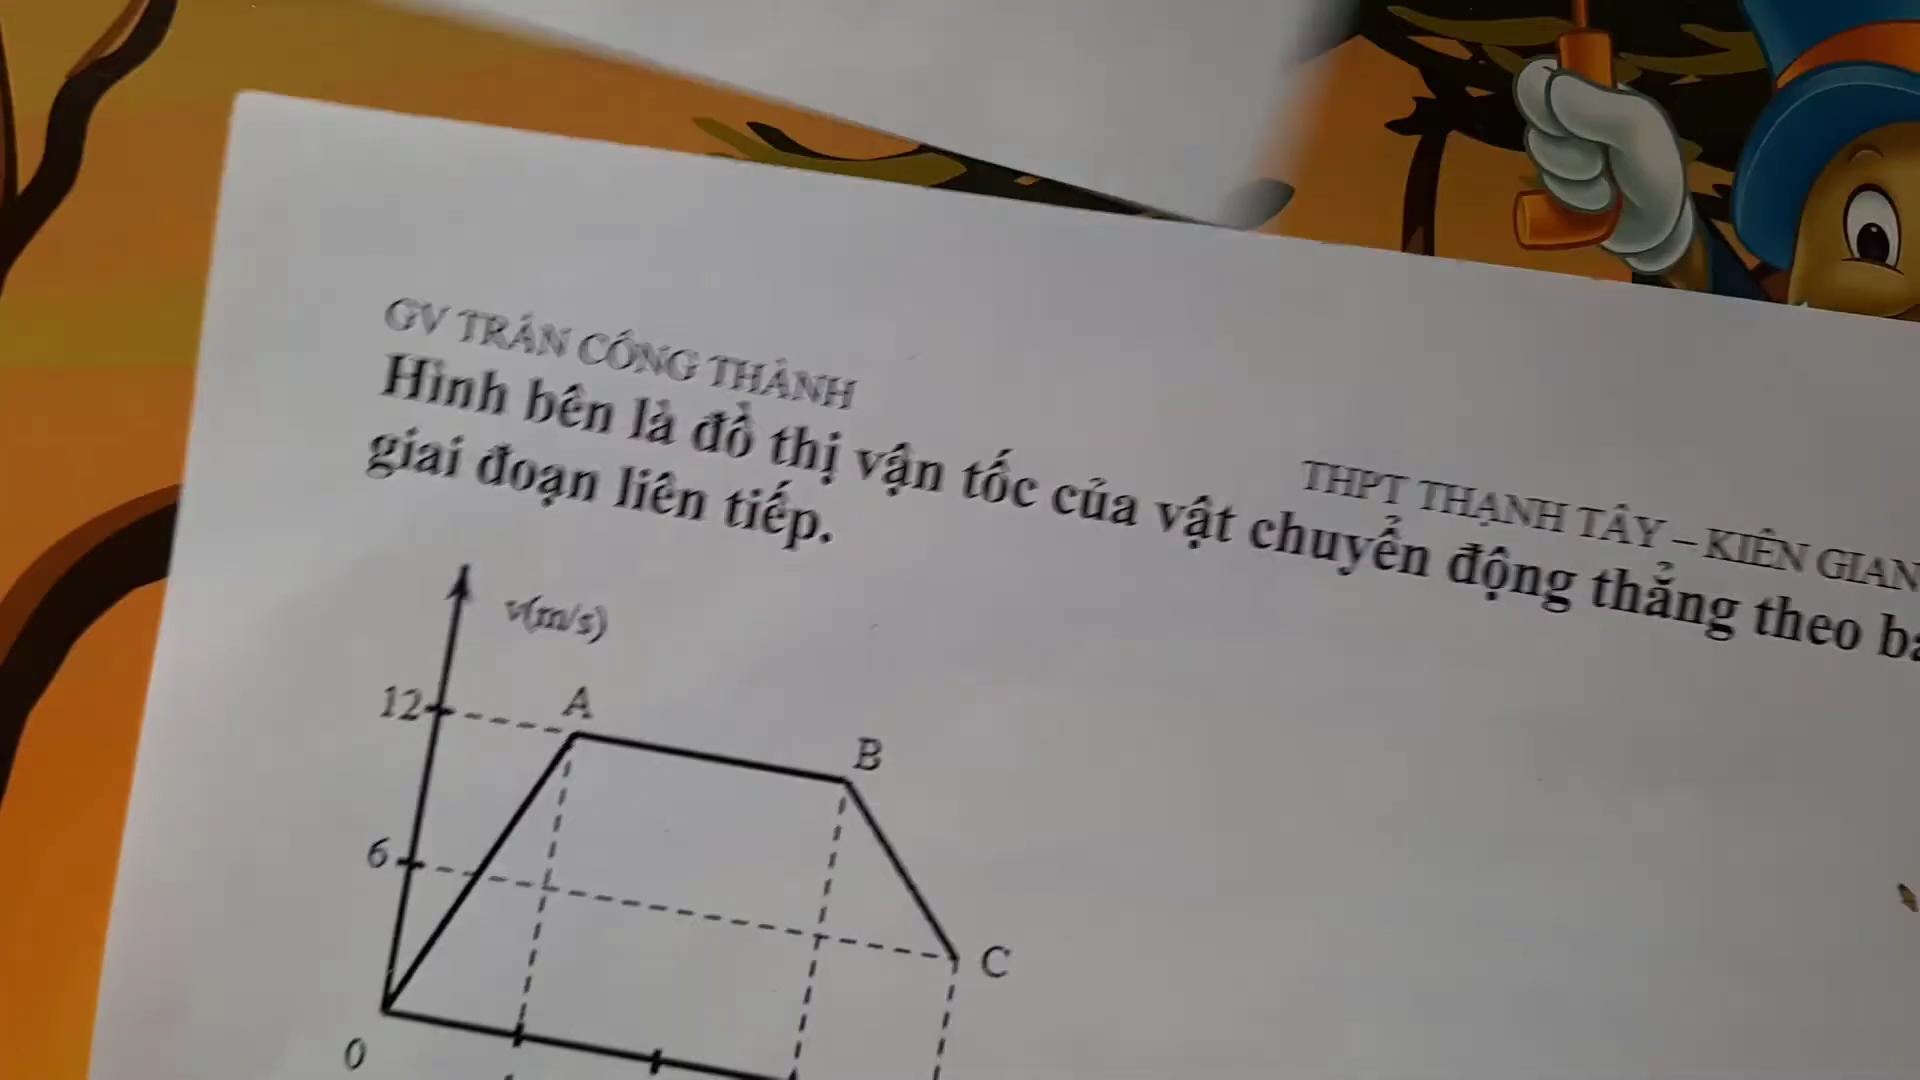 GV TRẦN CÔNG THÀNH
THPT THẠNH TÂY – KIÊN GIAN
Hình bên là đồ thị vận tốc của vật chuyển động thẳng theo ba
giai đoạn liên tiếp.
v(m/s)
12
A
B
6
C
0